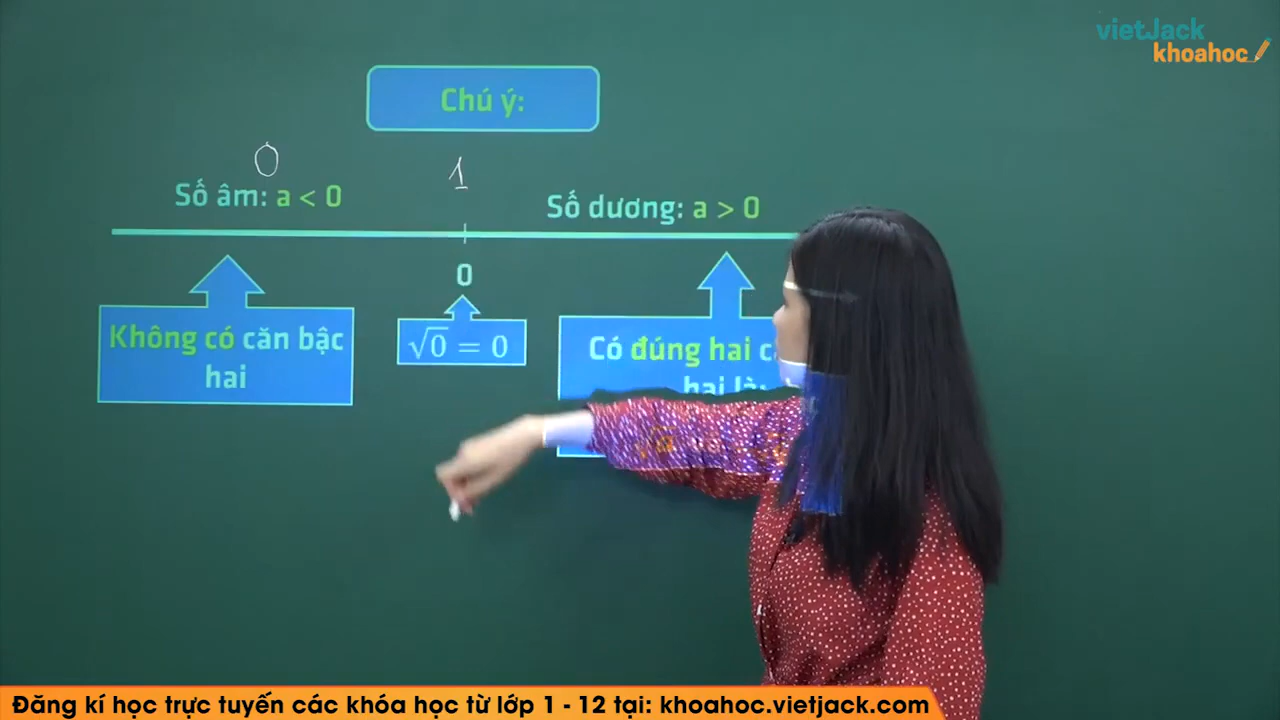 vietJack
khoahoc
Chú ý:
0
1
Số âm: a < 0
Số dương: a > 0
0
Không có căn bậc
hai
√0 = 0
Có đúng hai
hai là:
Đăng kí học trực tuyến các khóa học từ lớp 1 - 12 tại: khoahoc.vietjack.com